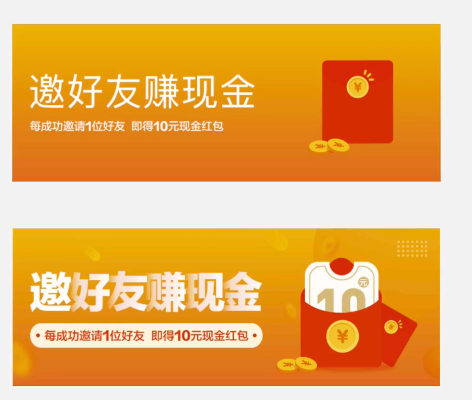 邀好友赚现金
每成功邀请1位好友 即得10元现金红包
¥
邀好友赚现金
• 每成功邀请1位好友 即得10元现金红包 •
10元
¥
¥